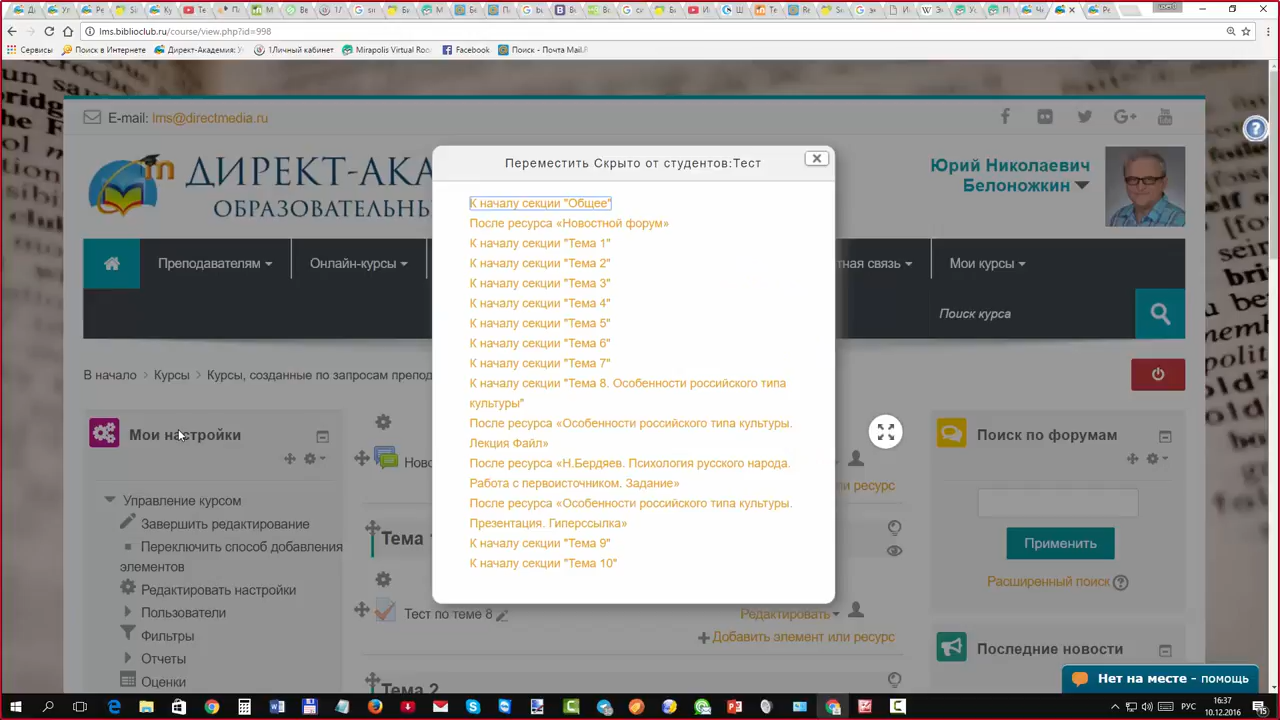 lms.biblioclub.ru/course/view.php?id=998
Сервисы
Поиск в Интернете
Директ-Академия:
1Личный кабинет
Mirapolis Virtual Roo
Facebook
Поиск - Почта Mail.R
E-mail: lms@directmedia.ru
ДИРЕКТ-АКА
ОБРАЗОВАТЕЛЬН
Юрий Николаевич
Белоножкин
Преподавателям
Онлайн-курсы
тная связь
Мои курсы
Поиск курса
В начало > Курсы > Курсы, созданные по запросам препод
Переместить Скрыто от студентов:Тест
К началу секции "Общее"
После ресурса «Новостной форум»
К началу секции "Тема 1"
К началу секции "Тема 2"
К началу секции "Тема 3"
К началу секции "Тема 4"
К началу секции "Тема 5"
К началу секции "Тема 6"
К началу секции "Тема 7"
К началу секции "Тема 8. Особенности российского типа
культуры"
После ресурса «Особенности российского типа культуры.
Лекция Файл»
После ресурса «Н.Бердяев. Психология русского народа.
Работа с первоисточником. Задание»
После ресурса «Особенности российского типа культуры.
Презентация. Гиперссылка»
К началу секции "Тема 9"
К началу секции "Тема 10"
Мои настройки
Управление курсом
Завершить редактирование
Переключить способ добавления
элементов
Редактировать настройки
Пользователи
Фильтры
Отчеты
Оценки
Ново
ли ресурс
Тема 1
Тест по теме 8
Редактировать
Добавить элемент или ресурс
Тема 2
Поиск по форумам
Применить
Расширенный поиск
Последние новости
Нет на месте - помощь
РУС
16:37
10.12.2016